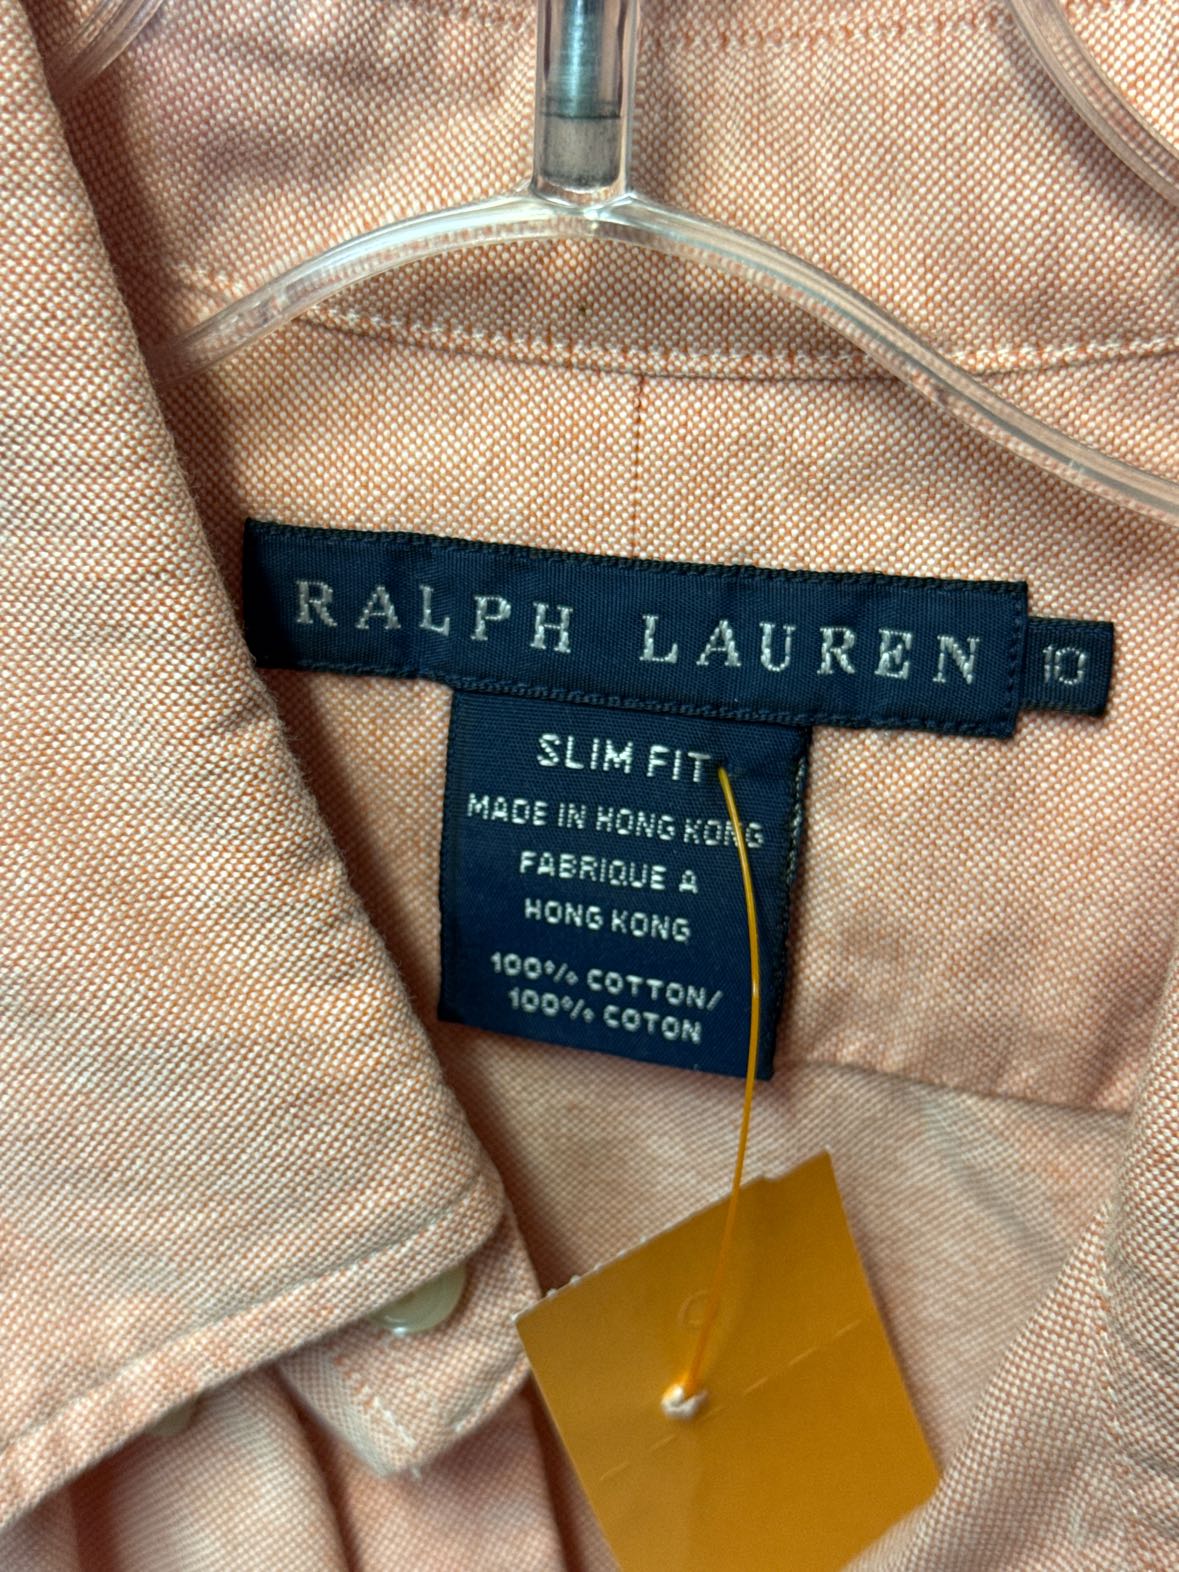 RALPH LAUREN 10
SLIM FIT
MADE IN HONG KONG
FABRIQUE A
HONG KONG
100% COTTON/
100% COTON